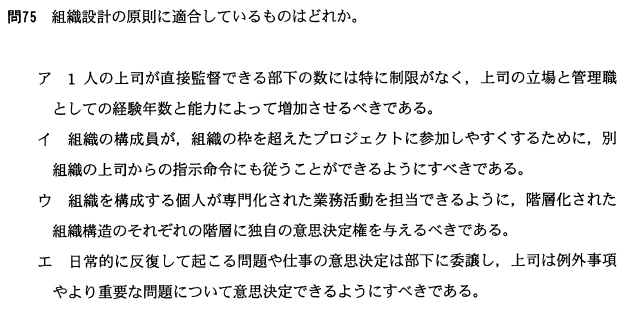 問75 組織設計の原則に適合しているものはどれか。
ア 1人の上司が直接監督できる部下の数には特に制限がなく，上司の立場と管理職
としての経験年数と能力によって増加させるべきである。
イ 組織の構成員が，組織の枠を超えたプロジェクトに参加しやすくするために，別
組織の上司からの指示命令にも従うことができるようにすべきである。
ウ 組織を構成する個人が専門化された業務活動を担当できるように，階層化された
組織構造のそれぞれの階層に独自の意思決定権を与えるべきである。
エ 日常的に反復して起こる問題や仕事の意思決定は部下に委譲し，上司は例外事項
やより重要な問題について意思決定できるようにすべきである。